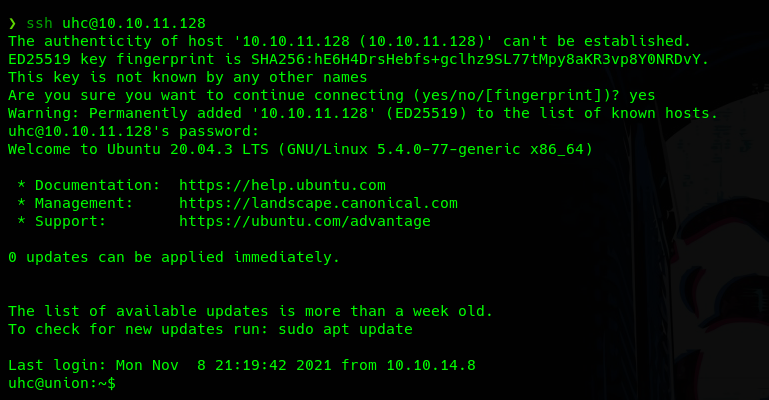 ❯ ssh uhc@10.10.11.128
The authenticity of host '10.10.11.128 (10.10.11.128)' can't be established.
ED25519 key fingerprint is SHA256:hE6H4DrsHebfs+gclhz9SL77tMpy8aKR3vp8Y0NRDvY.
This key is not known by any other names
Are you sure you want to continue connecting (yes/no/[fingerprint])? yes
Warning: Permanently added '10.10.11.128' (ED25519) to the list of known hosts.
uhc@10.10.11.128's password:
Welcome to Ubuntu 20.04.3 LTS (GNU/Linux 5.4.0-77-generic x86_64)

 * Documentation:  https://help.ubuntu.com
 * Management:     https://landscape.canonical.com
 * Support:        https://ubuntu.com/advantage

0 updates can be applied immediately.


The list of available updates is more than a week old.
To check for new updates run: sudo apt update

Last login: Mon Nov  8 21:19:42 2021 from 10.10.14.8
uhc@union:~$